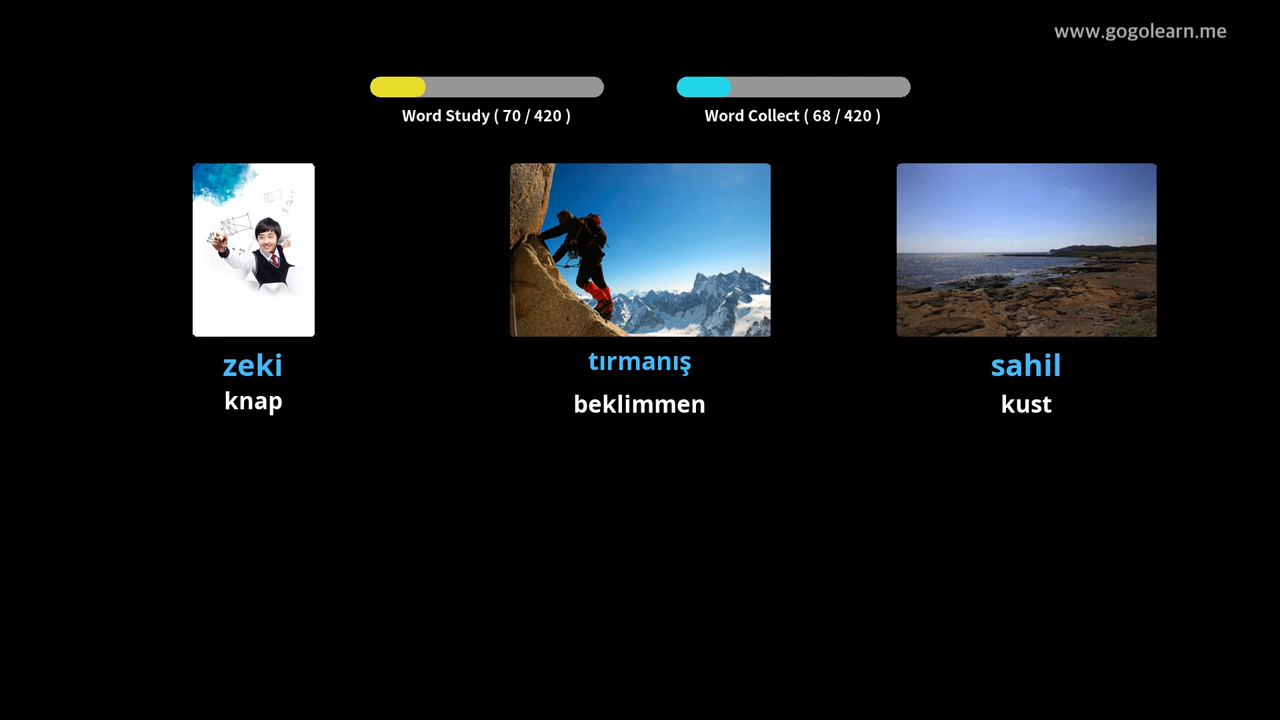 www.gogolearn.me
Word Study ( 70 / 420 )
Word Collect ( 68 / 420 )
zeki
knap
tırmanış
beklimmen
sahil
kust